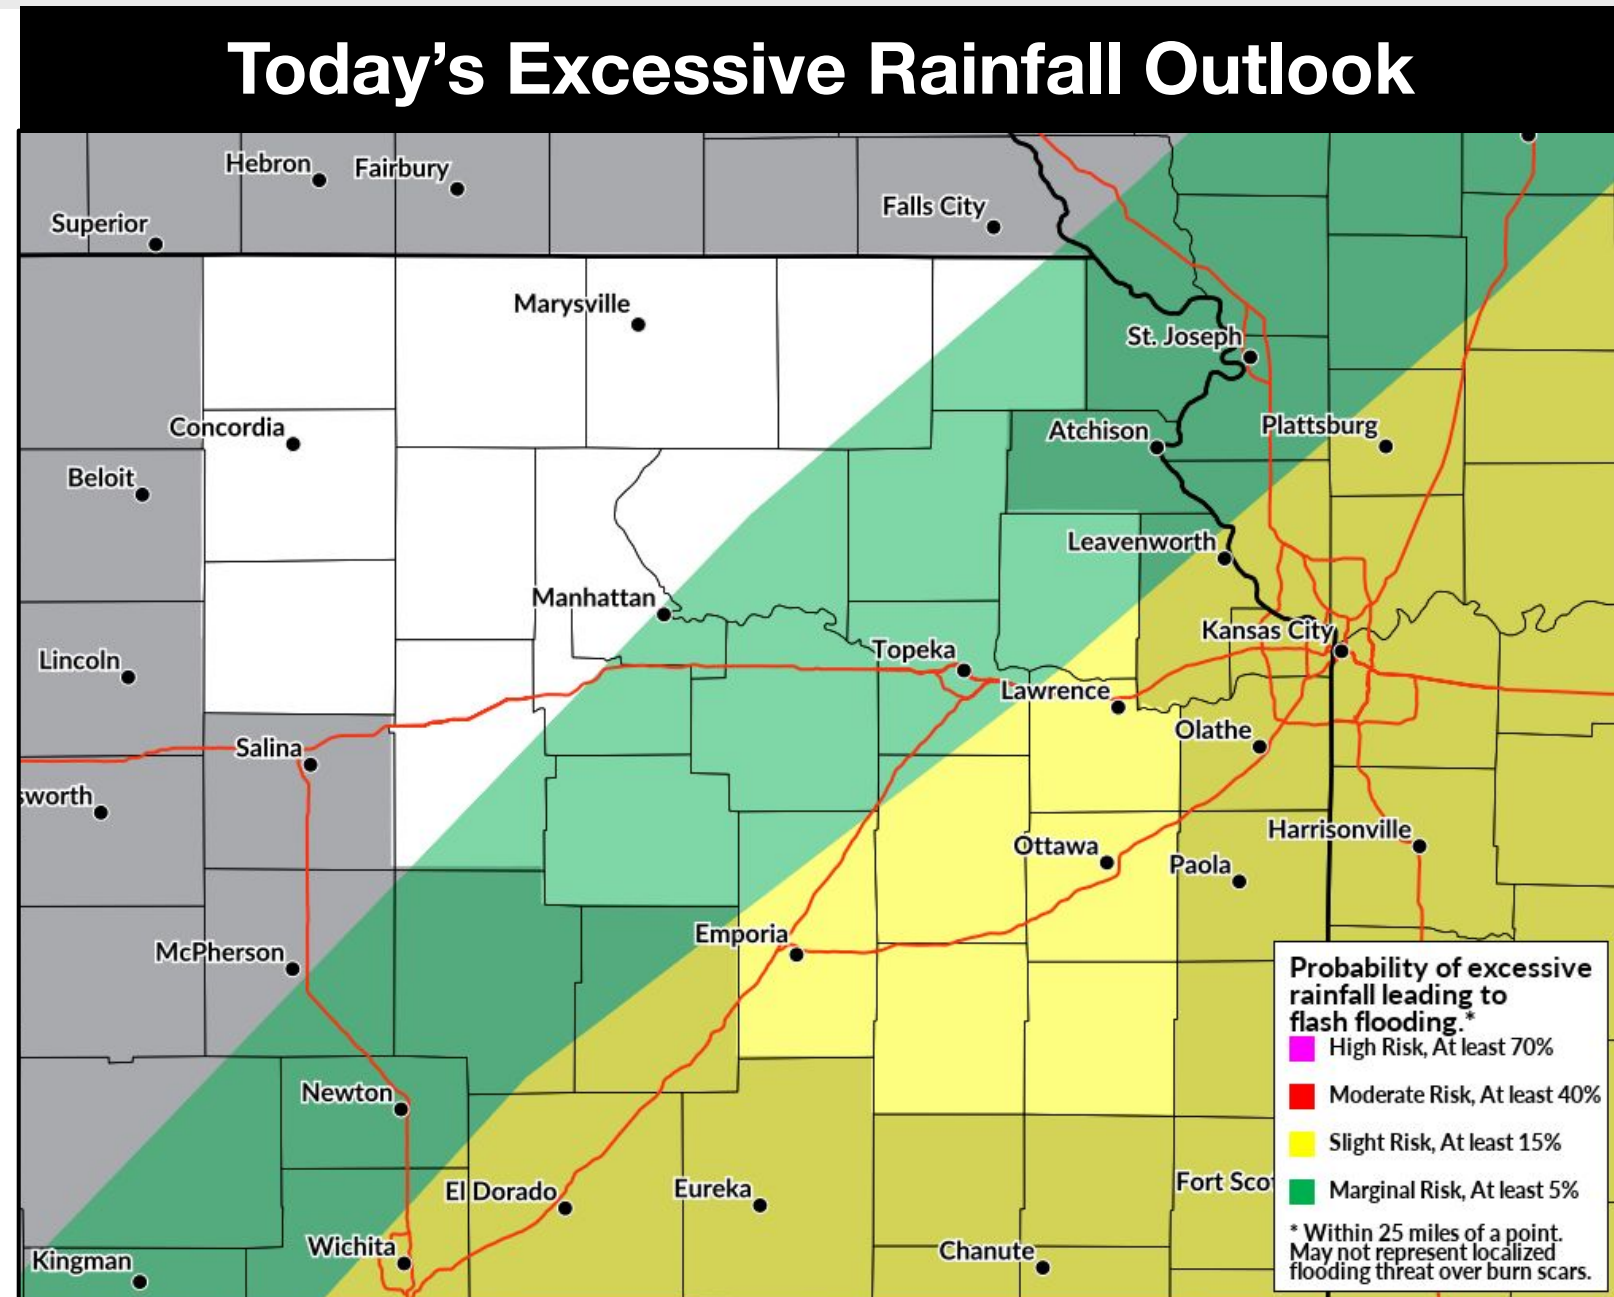 Today's Excessive Rainfall Outlook
Hebron
Fairbury
Falls City
Superior
Marysville
St. Joseph
Concordia
Atchison
Plattsburg
Beloit
Leavenworth
Manhattan
Kansas City
Topeka
Lincoln
Lawrence
Olathe
Salina
sworth
Harrisonville
Ottawa
Paola
Emporia
McPherson
Newton
El Dorado
Eureka
Fort Scot
Wichita
Chanute
Kingman
Probability of excessive
rainfall leading to
flash flooding.*
High Risk, At least 70%
Moderate Risk, At least 40%
Slight Risk, At least 15%
Marginal Risk, At least 5%
* Within 25 miles of a point.
May not represent localized
flooding threat over burn scars.